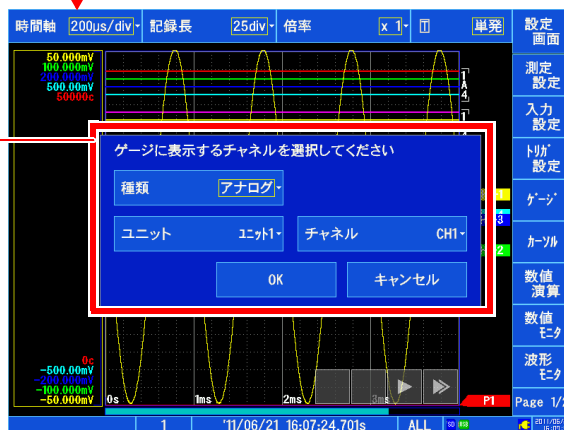 時間軸 200μs/div 記録長 25div 倍率 x 1 T 単発
設定
画面
50.000mV
100.000mV
500.00mV
50000c
測定
設定
入力
設定
トリガ
設定
ゲージ
カーソル
数値
演算
数値
モニタ
波形
モニタ
Page 1/2
ゲージに表示するチャネルを選択してください
種類 アナログ
ユニット ユニット1 チャネル CH1
OK キャンセル
0c
-500.00mV
-100.000mV
-50.000mV
0s 1ms 2ms 3ms P1
1 '11/06/21 16:07:24.701s ALL